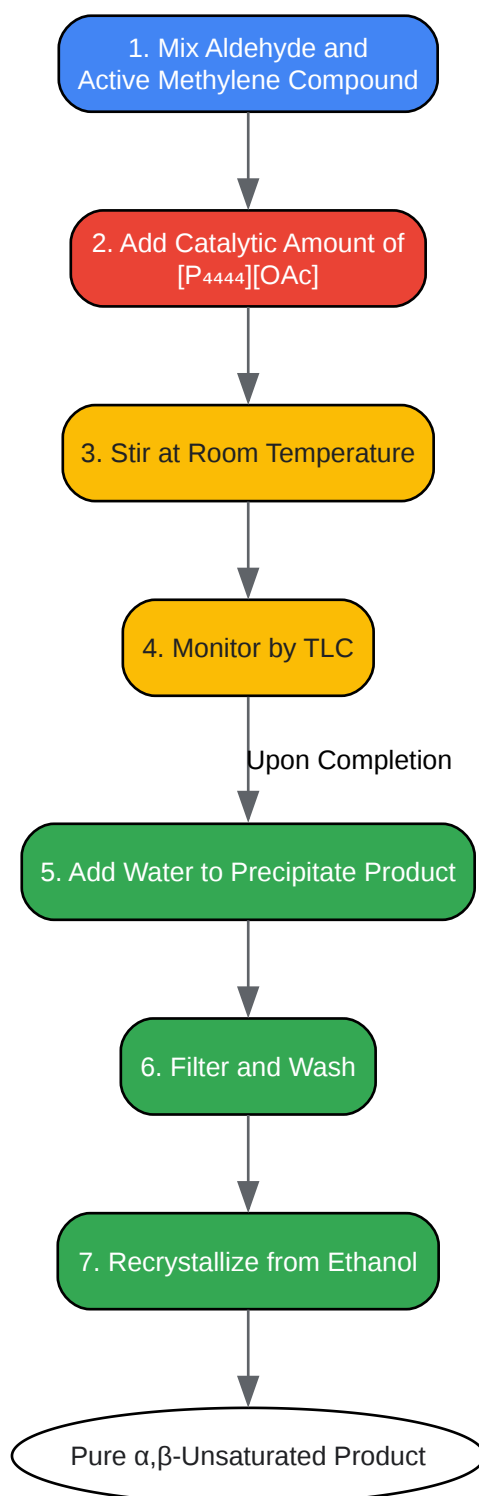 1. Mix Aldehyde and
Active Methylene Compound
2. Add Catalytic Amount of
[P₄₄₄₄][OAc]
3. Stir at Room Temperature
4. Monitor by TLC
Upon Completion
5. Add Water to Precipitate Product
6. Filter and Wash
7. Recrystallize from Ethanol
Pure α,β-Unsaturated Product